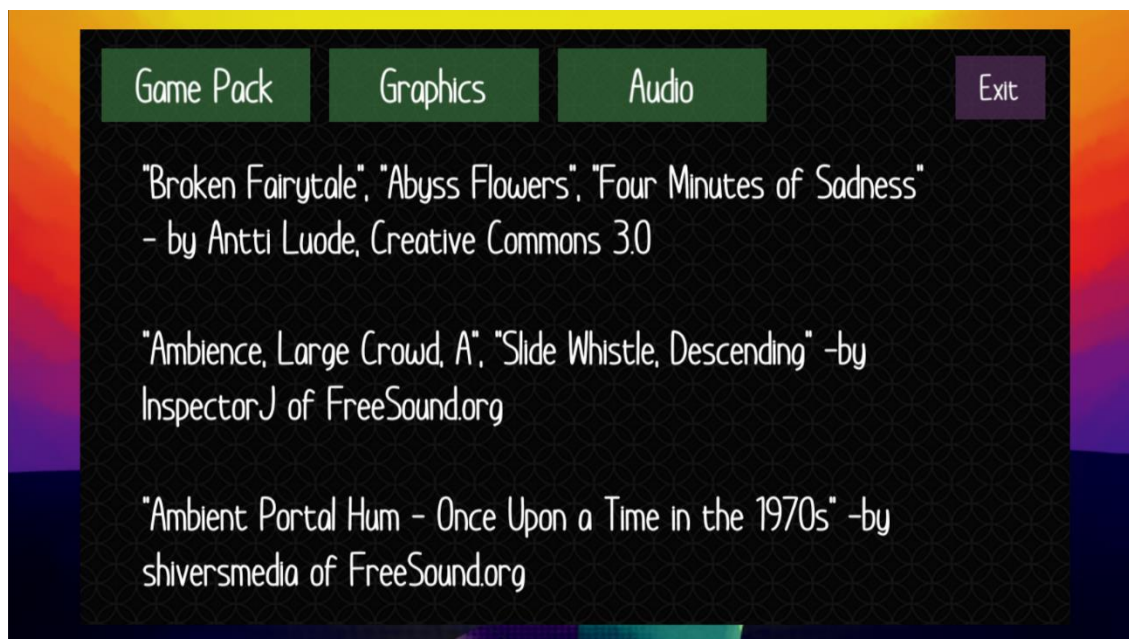 Game Pack
Graphics
Audio
Exit
"Broken Fairytale", "Abyss Flowers", "Four Minutes of Sadness"
- by Antti Luode, Creative Commons 3.0
"Ambience, Large Crowd, A", "Slide Whistle, Descending" -by
InspectorJ of FreeSound.org
"Ambient Portal Hum - Once Upon a Time in the 1970s" -by
shiversmedia of FreeSound.org